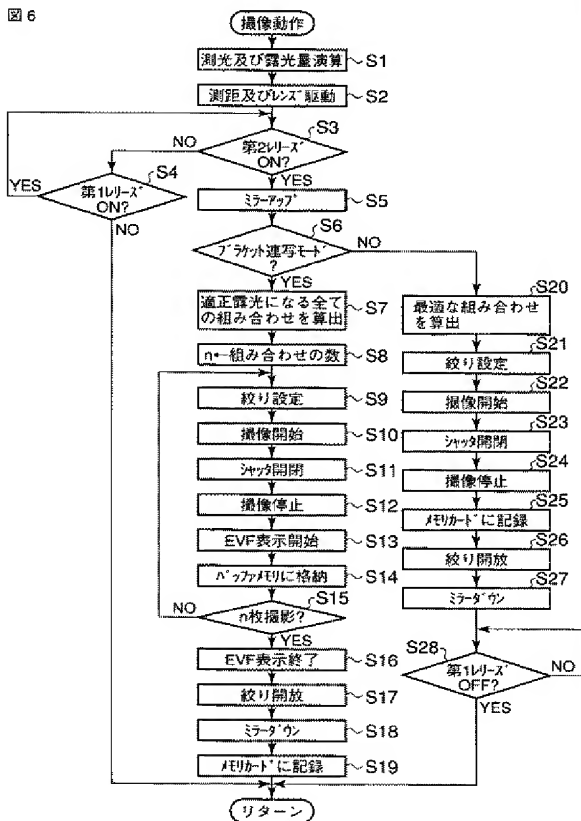 図6
撮像動作
測光及び露光量演算
S1
測距及びレンズ駆動
S2
S3
第2レリーズ
ON?
NO
YES
S4
第1レリーズ
ON?
YES
NO
ミラーアップ
S5
S6
ブラケット連写モード
?
NO
YES
適正露光になる全て
の組み合わせを算出
S7
n←組み合わせの数
S8
絞り設定
S9
撮像開始
S10
シャッタ開閉
S11
撮像停止
S12
EVF表示開始
S13
バッファメモリに格納
S14
S15
n枚撮影?
NO
YES
EVF表示終了
S16
絞り開放
S17
ミラーダウン
S18
メモリカードに記録
S19
S20
最適な組み合わせ
を算出
S21
絞り設定
S22
撮像開始
S23
シャッタ開閉
S24
撮像停止
S25
メモリカードに記録
S26
絞り開放
S27
ミラーダウン
S28
第1レリーズ
OFF?
NO
YES
リターン